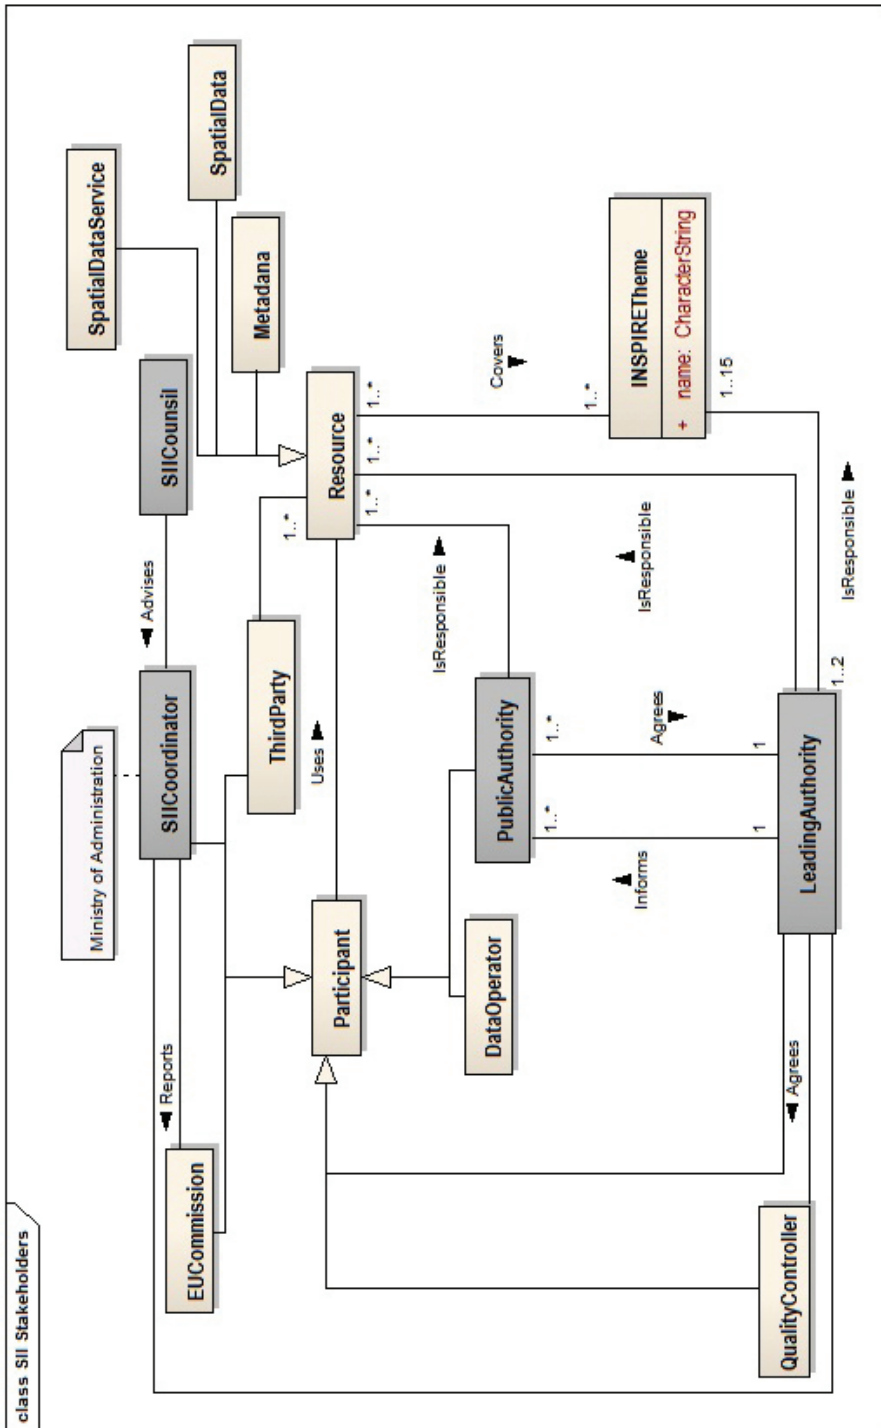 class SII Stakeholders
Ministry of Administration
SpatialDataService
Advises
Reports
SIICoordinator
SIICounsil
EUCommission
SpatialData
Metadana
ThirdParty
1..*
Uses
Participant
Resource
1..*
1..*
1..*
IsResponsible
DataOperator
Covers
PublicAuthority
1..*
1..*
1..*
INSPIRETheme
Informs
IsResponsible
Agrees
+ name: CharacterString
1..15
1
1
QualityController
Agrees
LeadingAuthority
1..2
IsResponsible